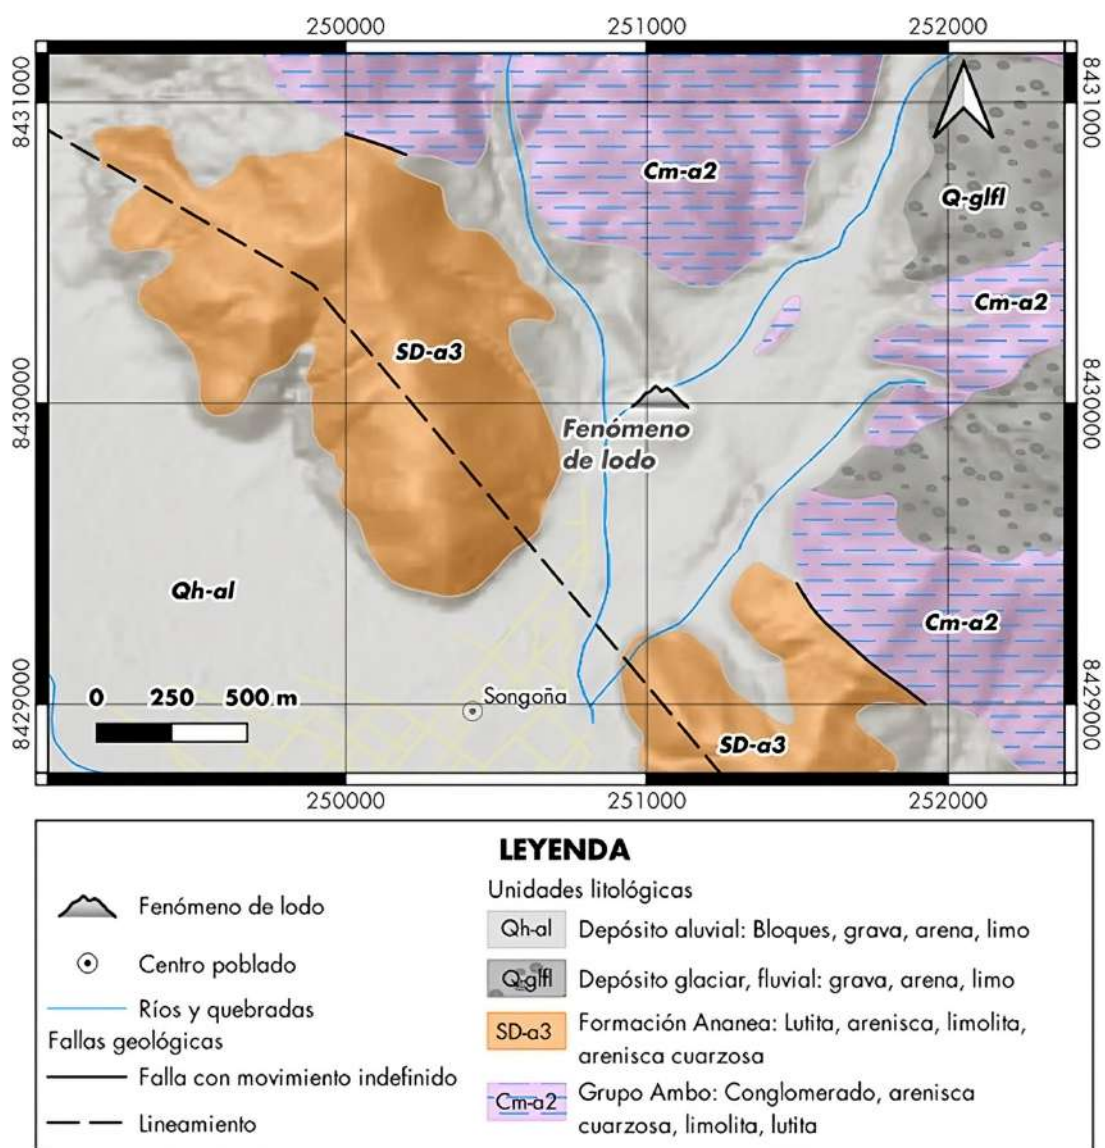 250000 251000 252000
8431000 8431000
Cm-a2
Q-glfl
Cm-a2
SD-a3
8430000 8430000
Fenómeno
de lodo
Qh-al
Cm-a2
0 250 500 m
Songoña
8429000 8429000
SD-a3
250000 251000 252000
LEYENDA
Fenómeno de lodo
Centro poblado
Ríos y quebradas
Fallas geológicas
Falla con movimiento indefinido
Lineamiento
Unidades litológicas
Qh-al Depósito aluvial: Bloques, grava, arena, limo
Q-glfl Depósito glaciar, fluvial: grava, arena, limo
SD-a3 Formación Ananea: Lutita, arenisca, limolita,
arenisca cuarzosa
Cm-a2 Grupo Ambo: Conglomerado, arenisca
cuarzosa, limolita, lutita